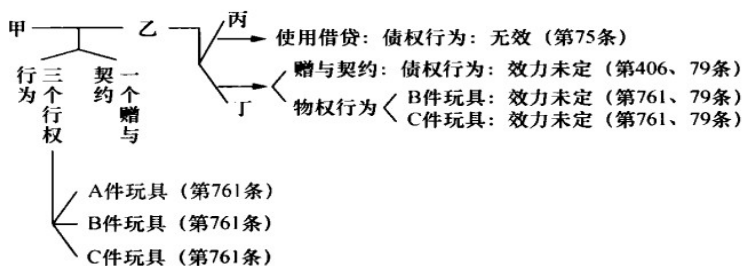 甲 乙 丙
使用借贷：债权行为：无效（第75条）
丁
赠与契约：债权行为：效力未定（第406、79条）
物权行为
B件玩具：效力未定（第761、79条）
C件玩具：效力未定（第761、79条）
一个赠与
契约
三个行权
行为
A件玩具（第761条）
B件玩具（第761条）
C件玩具（第761条）